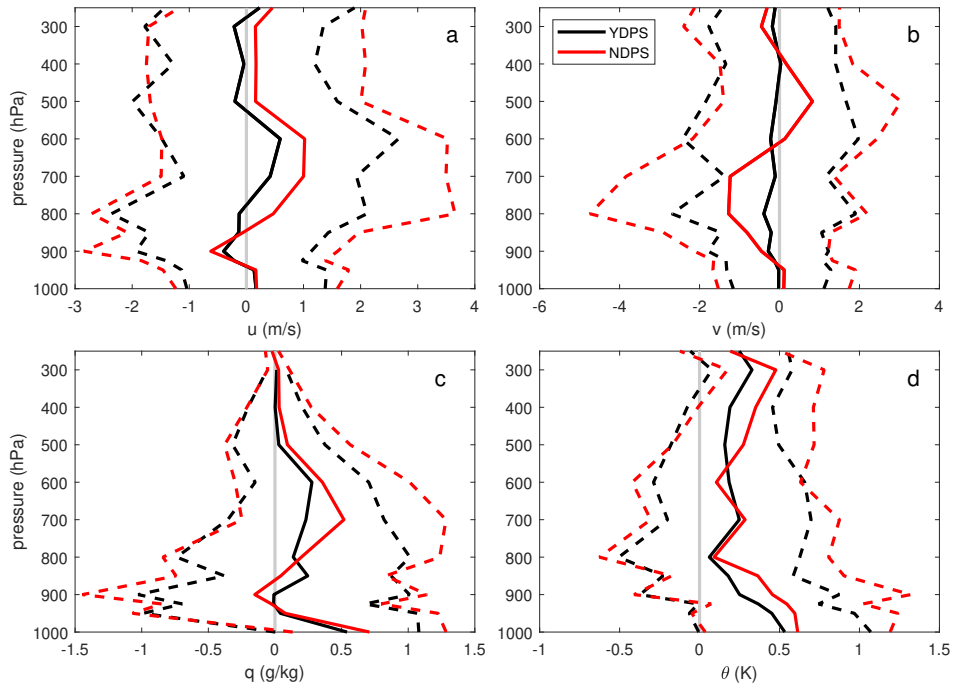 a
300
400
500
600
700
800
900
1000
pressure (hPa)
-3 -2 -1 0 1 2 3 4
u (m/s)
b
YDPS
NDPS
300
400
500
600
700
800
900
1000
-6 -4 -2 0 2 4
v (m/s)
c
300
400
500
600
700
800
900
1000
pressure (hPa)
-1.5 -1 -0.5 0 0.5 1 1.5
q (g/kg)
d
300
400
500
600
700
800
900
1000
-1 -0.5 0 0.5 1 1.5
θ (K)